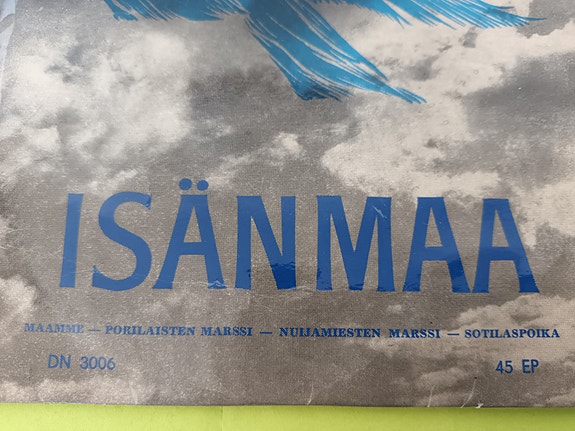 ISÄNMAA
MAAMME — PORILAISTEN MARSSI — NUIJAMIESTEN MARSSI — SOTILASPOIKA
DN 3006 45 EP